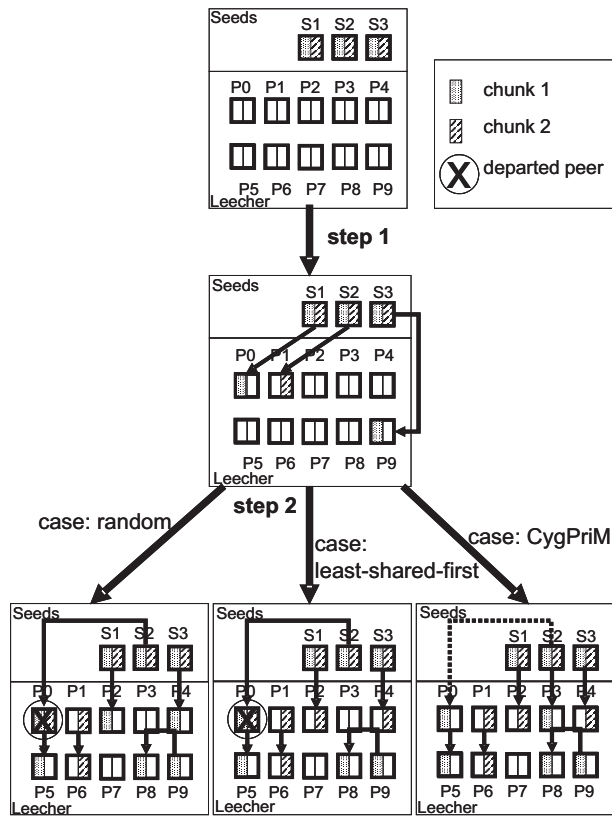 Seeds
S1 S2 S3
P0 P1 P2 P3 P4
P5 P6 P7 P8 P9
Leecher
chunk 1
chunk 2
X departed peer
step 1
Seeds
S1 S2 S3
P0 P1 P2 P3 P4
P5 P6 P7 P8 P9
Leecher
step 2
case: random
case:
least-shared-first
case: CygPriM
Seeds
S1 S2 S3
P0 P1 P2 P3 P4
X
P5 P6 P7 P8 P9
Leecher
Seeds
S1 S2 S3
P0 P1 P2 P3 P4
X
P5 P6 P7 P8 P9
Leecher
Seeds
S1 S2 S3
P0 P1 P2 P3 P4
P5 P6 P7 P8 P9
Leecher